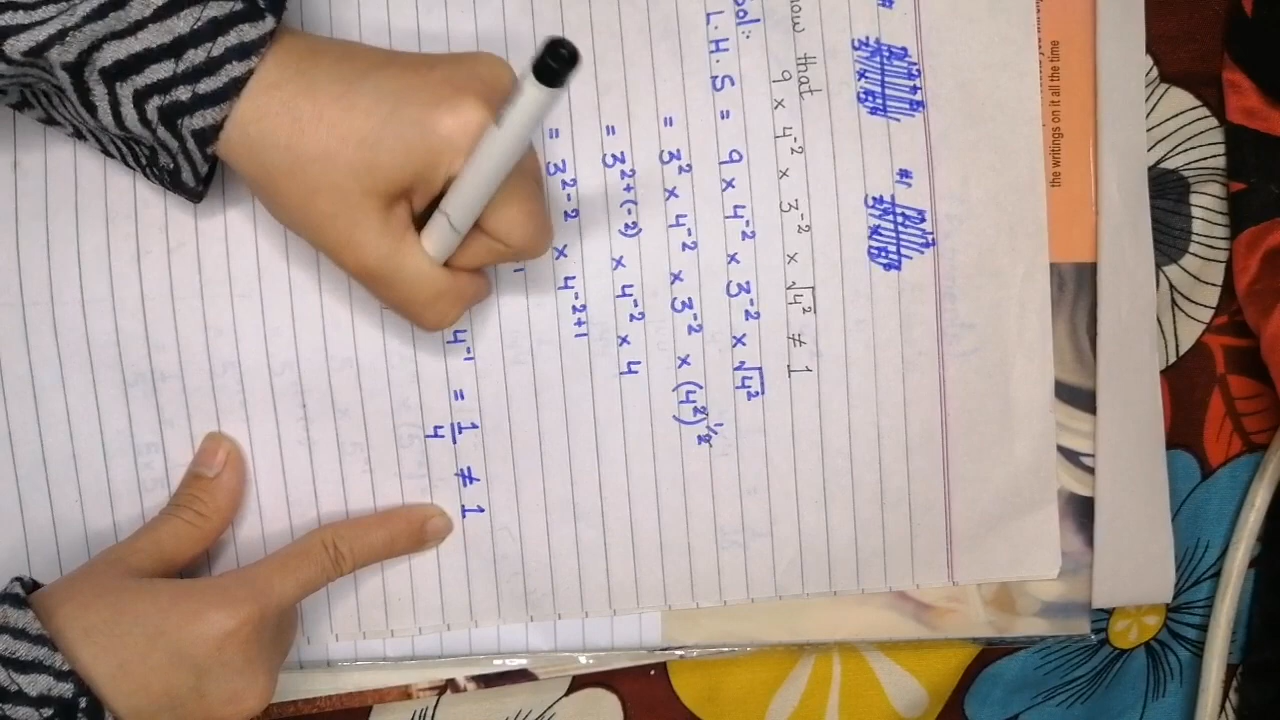 the writings on it all the time
#1
how that
9 × 4⁻² × 3⁻² × √4² ≠ 1
Sol:
L.H.S = 9 × 4⁻² × 3⁻² × √4²
= 3² × 4⁻² × 3⁻² × (4²)^1/2
= 3²⁺⁽⁻²⁾ × 4⁻² × 4
= 3²⁻² × 4⁻²⁺¹
4⁻¹ = 1/4 ≠ 1